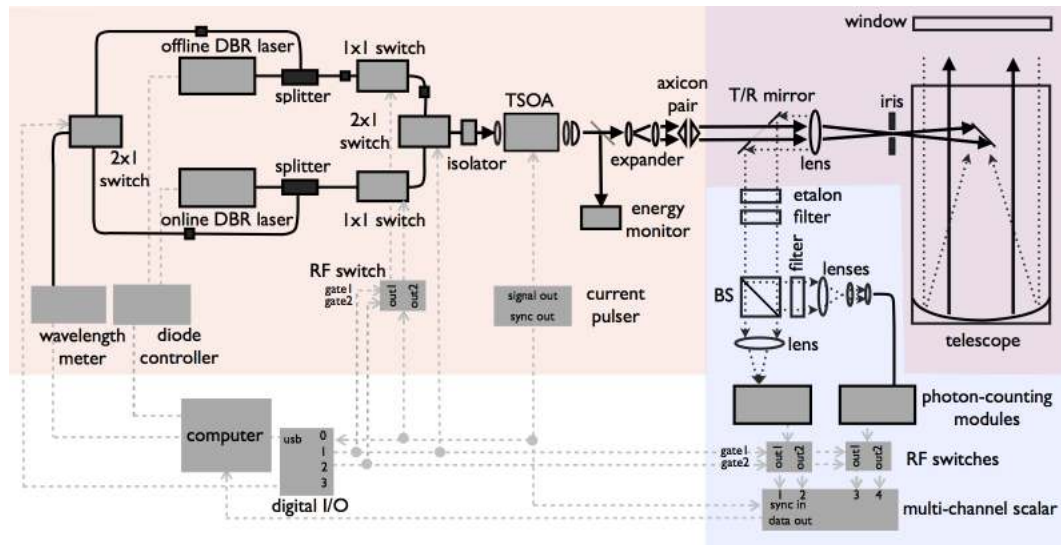 window
offline DBR laser
1x1 switch
splitter
TSOA
axicon
pair
T/R mirror
iris
2x1
switch
2x1
switch
isolator
expander
lens
splitter
online DBR laser
1x1 switch
energy
monitor
etalon
filter
RF switch
gate1
gate2
out1
out2
signal out
sync out
current
pulser
BS
filter
lenses
wavelength
meter
diode
controller
lens
telescope
photon-counting
modules
computer
usb
0
1
2
3
digital I/O
gate1
gate2
out1
out2
out1
out2
RF switches
1
2
3
4
sync in
data out
multi-channel scalar